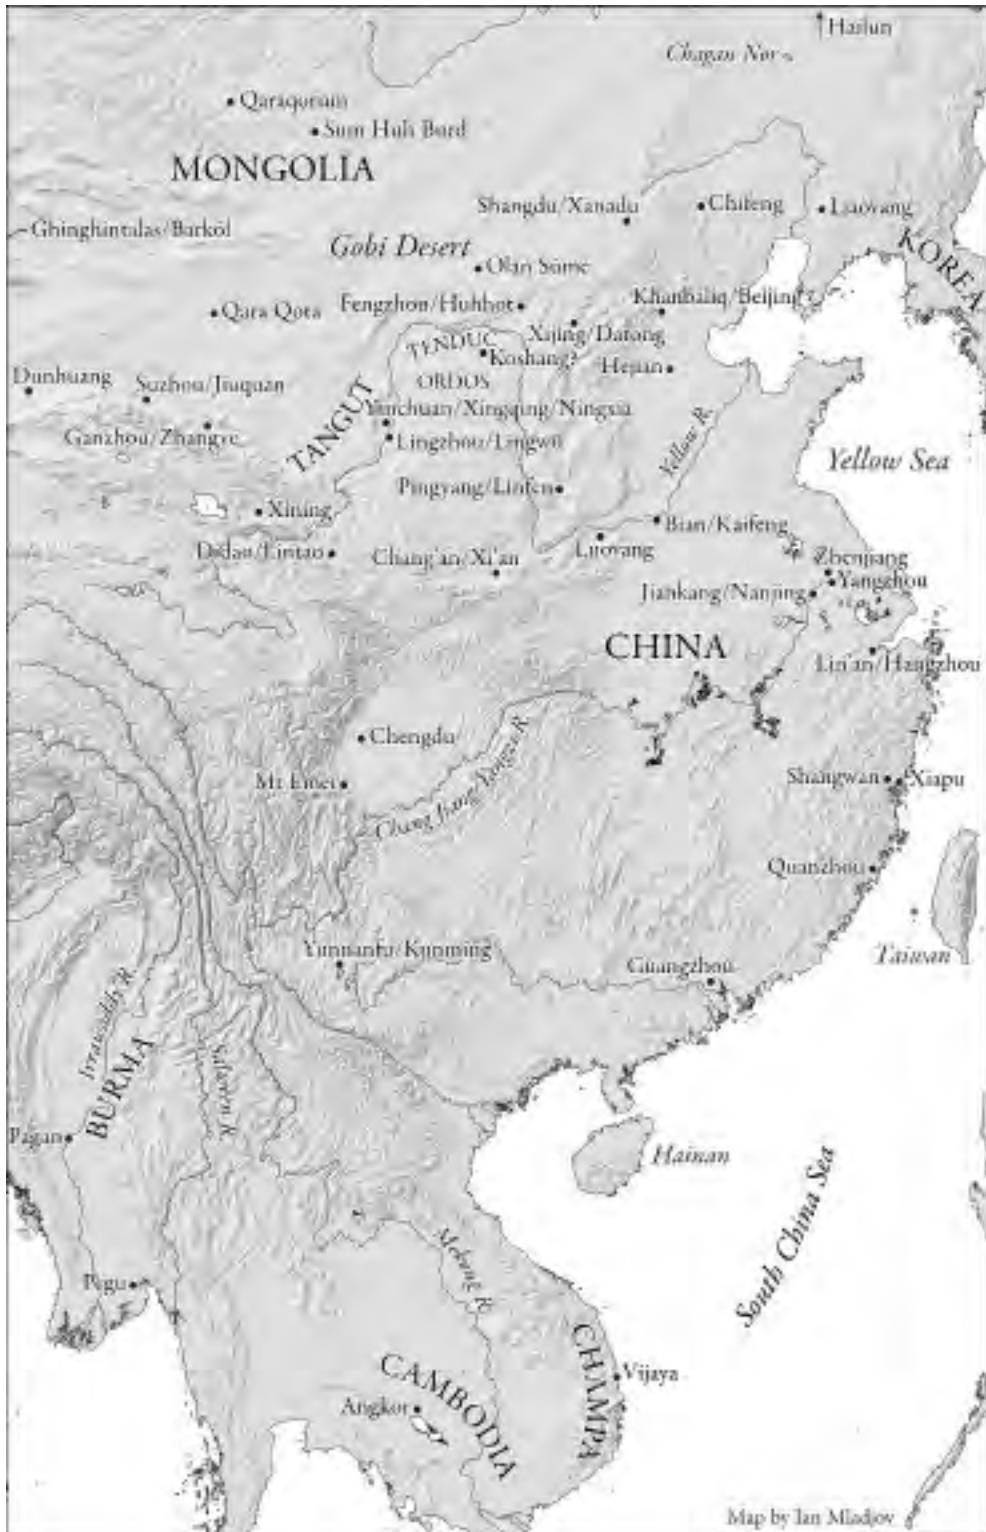 Hailun
Chagan Nor
Qaraqorum
Sum Huh Burd
MONGOLIA
Shangdu/Xanadu
Chifeng
Liaoyang
Ghinghintalas/Barköl
Gobi Desert
KOREA
Olan Süme
Khanbaliq/Beijing
Qara Qota
Fengzhou/Huhhot
Xijing/Datong
TENDUC
Koshang?
Hejian
Dunhuang
Suzhou/Jiuquan
ORDOS
Yinchuan/Xingqing/Ningxia
Ganzhou/Zhangye
TANGUT
Lingzhou/Lingwu
Yellow R.
Yellow Sea
Pingyang/Linfen
Xining
Bian/Kaifeng
Didao/Lintao
Chang'an/Xi'an
Luoyang
Zhenjiang
Yangzhou
Jiankang/Nanjing
CHINA
Lin'an/Hangzhou
Chengdu
Mt Emei
Chang Jiang/Yangzi R.
Shangwan
Xiapu
Quanzhou
Yunnanfu/Kunming
Guangzhou
Taiwan
Irrawaddy R.
BURMA
Salween R.
Pagan
Hainan
Mekong R.
South China Sea
Pegu
CHAMPA
Vijaya
CAMBODIA
Angkor
Map by Ian Mladjov